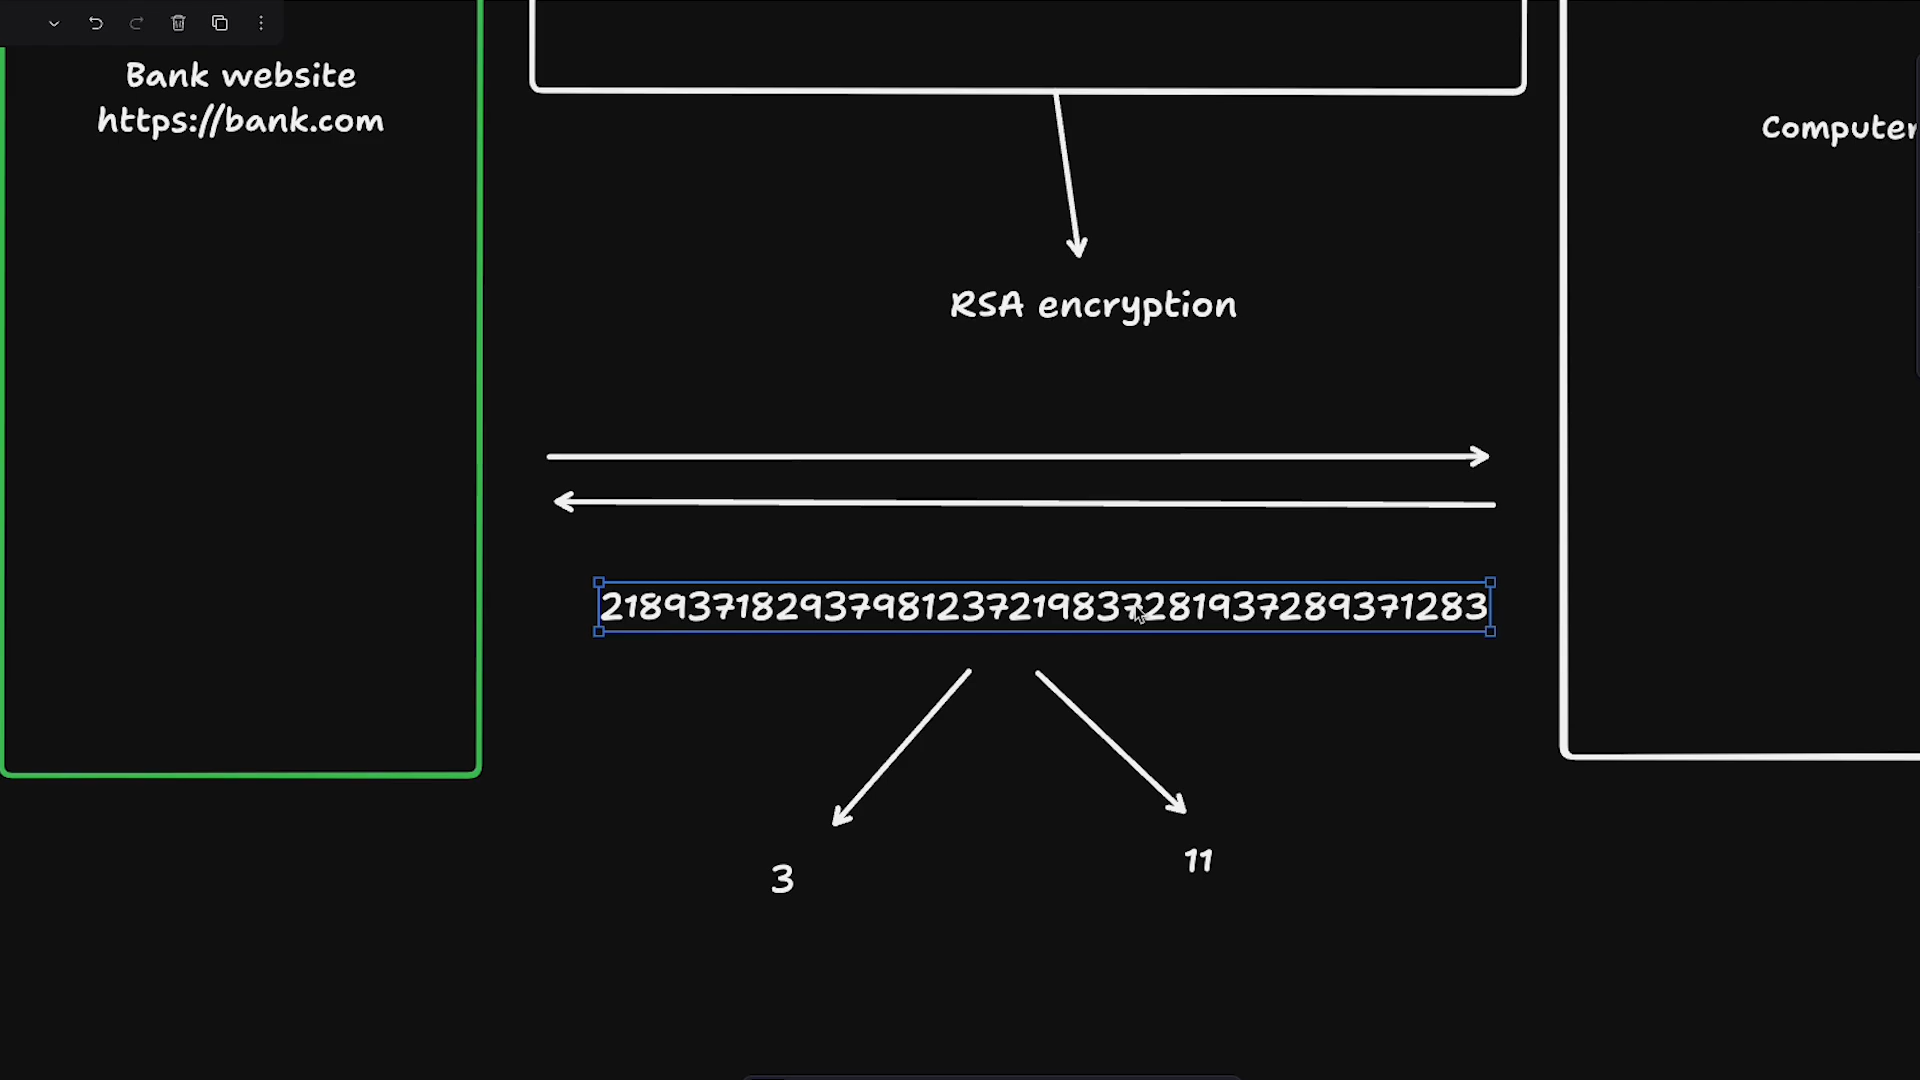 Bank website
https://bank.com
Computer
RSA encryption
218937182937981237219837281937289371283
3
11